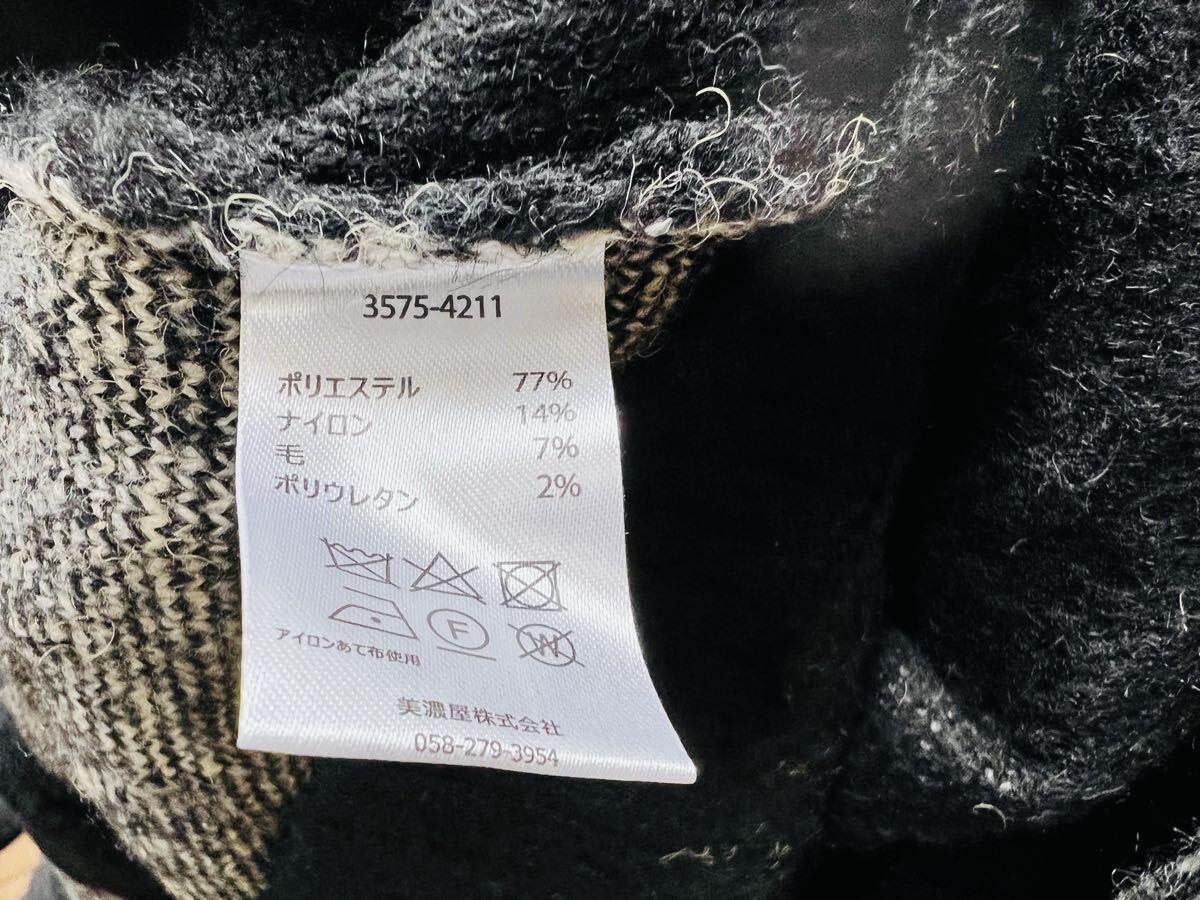 3575-4211
ポリエステル 77%
ナイロン 14%
毛 7%
ポリウレタン 2%
F W
アイロンあて布使用
美濃屋株式会社
058-279-3954